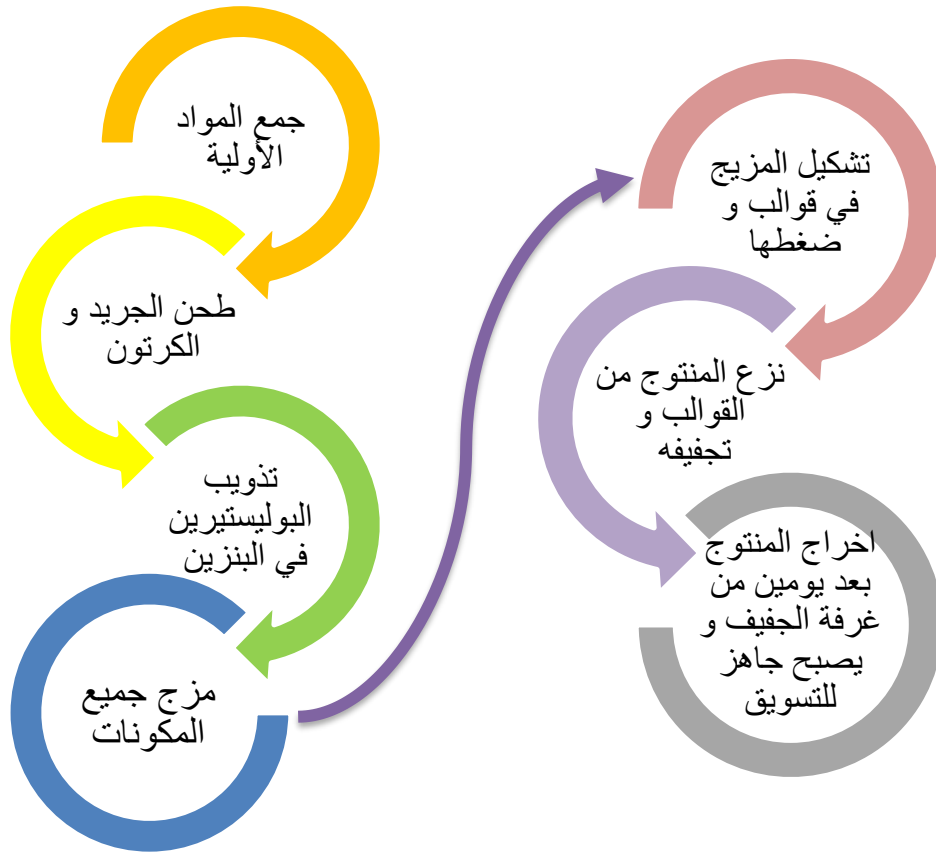 جمع المواد
الأولية
طحن الجريد و
الكرتون
تذويب
البوليستيرين
في البنزين
مزج جميع
المكونات
تشكيل المزيج
في قوالب و
ضغطها
نزع المنتوج من
القوالب و
تجفيفه
اخراج المنتوج
بعد يومين من
غرفة الجفيف و
يصبح جاهز
للتسويق